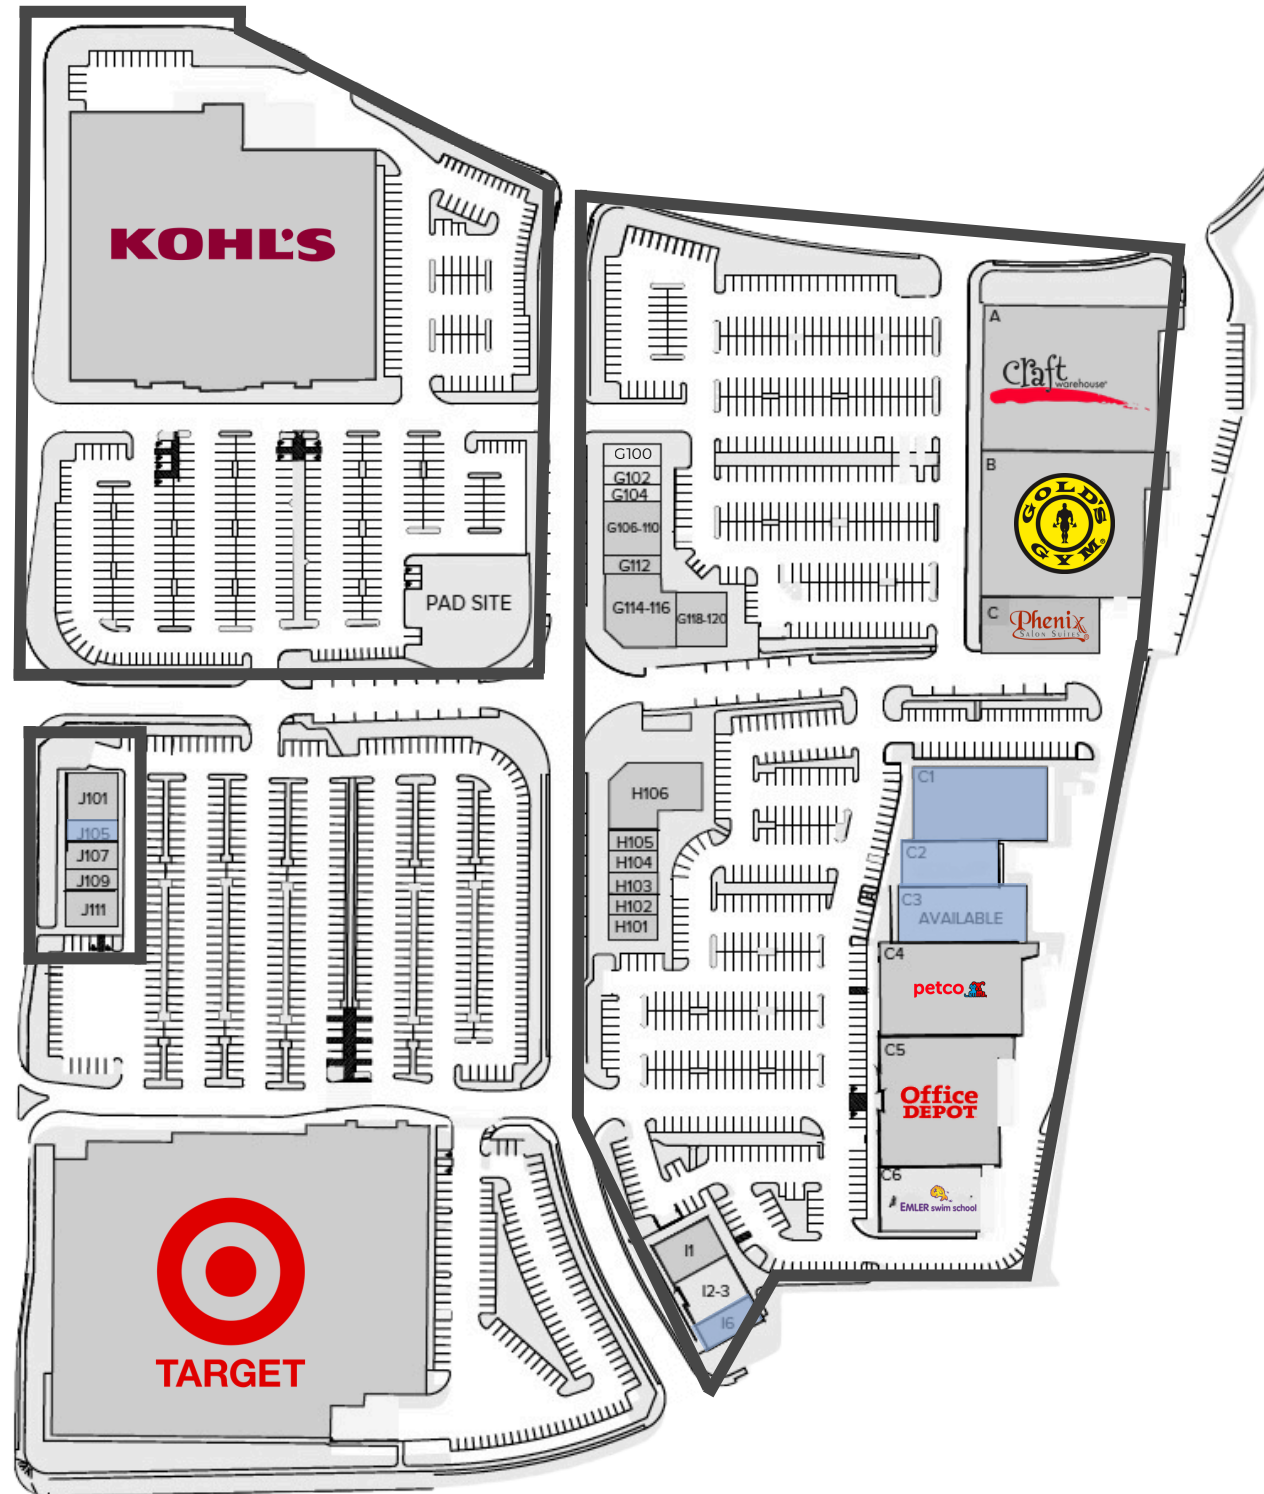 KOHL'S
PAD SITE
J101
J105
J107
J109
J111
TARGET
G100
G102
G104
G106-110
G112
G114-116
G118-120
H106
H105
H104
H103
H102
H101
A
craft
warehouse
B
GOLD'S
GYM
C
Phenix
SALON SUITES
C1
C2
C3
AVAILABLE
C4
petco
C5
Office
DEPOT
C6
EMLER swim school
I1
I2-3
I6